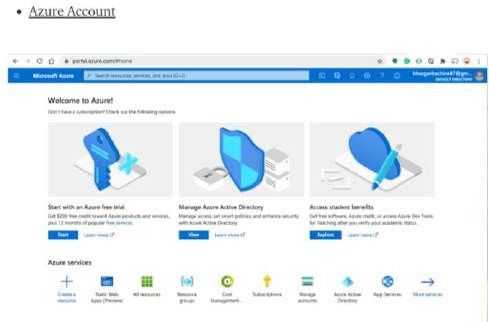 • Azure Account
portal.azure.com/#home
Microsoft Azure
Search resources, services, and docs (G+/)
DEFAULT DIRECTORY
Welcome to Azure!
Don't have a subscription? Check out the following options.
Start with an Azure free trial
Get $200 free credit toward Azure products and services,
plus 12 months of popular free services.
Start
Learn more
Manage Azure Active Directory
Manage access, set smart policies, and enhance security
with Azure Active Directory.
View
Learn more
Access student benefits
Get free software, Azure credit, or access Azure Dev Tools
for Teaching after you verify your academic status.
Explore
Learn more
Azure services
Create a
resource
Static Web
Apps (Preview)
All resources
Resource
groups
Cost
Management...
Subscriptions
Storage
accounts
Azure Active
Directory
App Services
More services